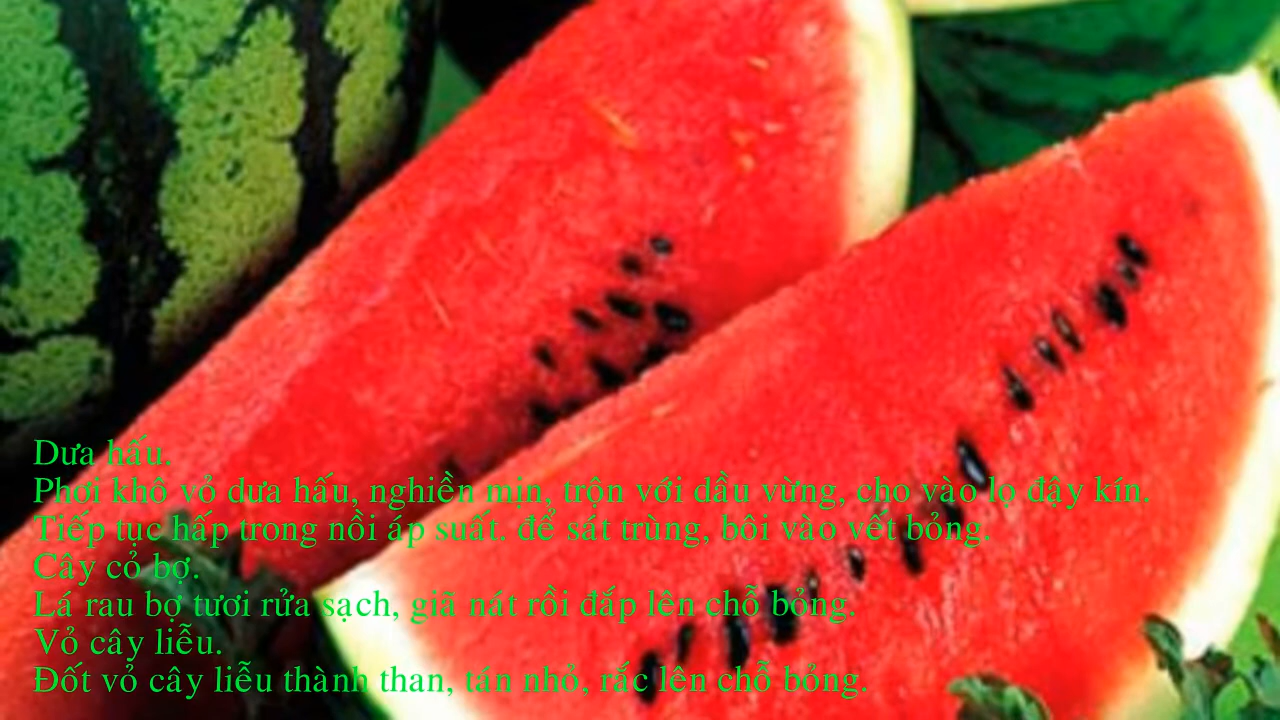 Dưa hấu.
Phơi khô vỏ dưa hấu, nghiền mịn, trộn với dầu vừng, cho vào lọ đậy kín.
Tiếp tục hấp trong nồi áp suất. để sát trùng, bôi vào vết bỏng.
Cây cỏ bợ.
Lá rau bợ tươi rửa sạch, giã nát rồi đắp lên chỗ bỏng.
Vỏ cây liễu.
Đốt vỏ cây liễu thành than, tán nhỏ, rắc lên chỗ bỏng.